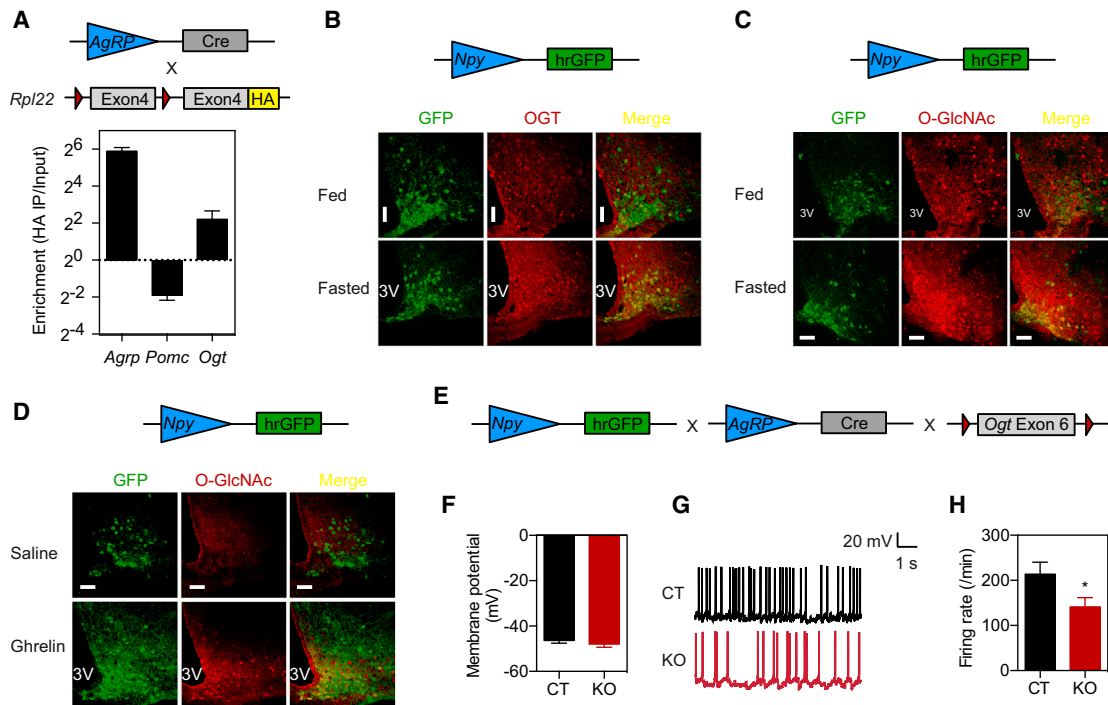 A
AgRP Cre
X
Rpl22 Exon4 Exon4 HA
Enrichment (HA IP/Input)
2^6
2^4
2^2
2^0
2^-2
2^-4
Agrp Pomc Ogt
B
Npy hrGFP
GFP OGT Merge
Fed
Fasted
3V 3V 3V
C
Npy hrGFP
GFP O-GlcNAc Merge
Fed
3V 3V 3V
Fasted
D
Npy hrGFP
GFP O-GlcNAc Merge
Saline
Ghrelin
3V 3V 3V
E
Npy hrGFP X AgRP Cre X Ogt Exon 6
F
Membrane potential
(mV)
0
-20
-40
-60
CT KO
G
20 mV
1 s
CT
KO
H
Firing rate (/min)
300
200
100
0
*
CT KO